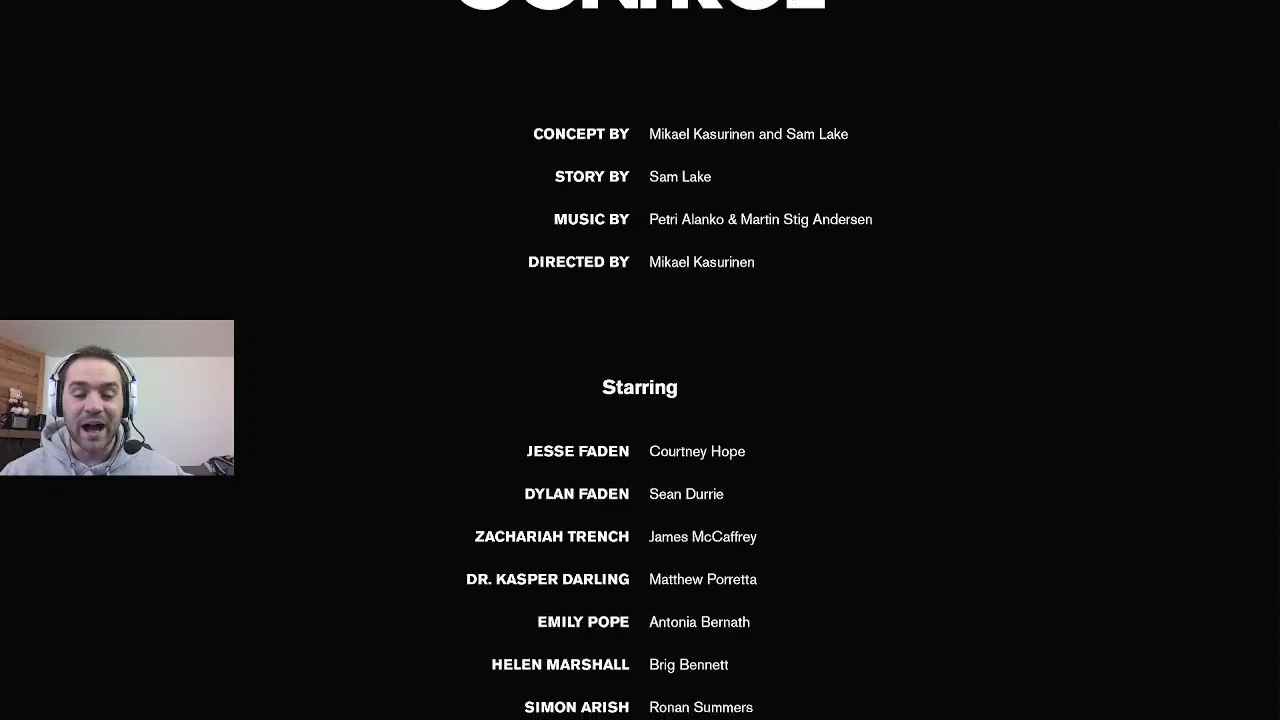 CONTROL
CONCEPT BY Mikael Kasurinen and Sam Lake
STORY BY Sam Lake
MUSIC BY Petri Alanko & Martin Stig Andersen
DIRECTED BY Mikael Kasurinen
Starring
JESSE FADEN Courtney Hope
DYLAN FADEN Sean Durrie
ZACHARIAH TRENCH James McCaffrey
DR. KASPER DARLING Matthew Porretta
EMILY POPE Antonia Bernath
HELEN MARSHALL Brig Bennett
SIMON ARISH Ronan Summers